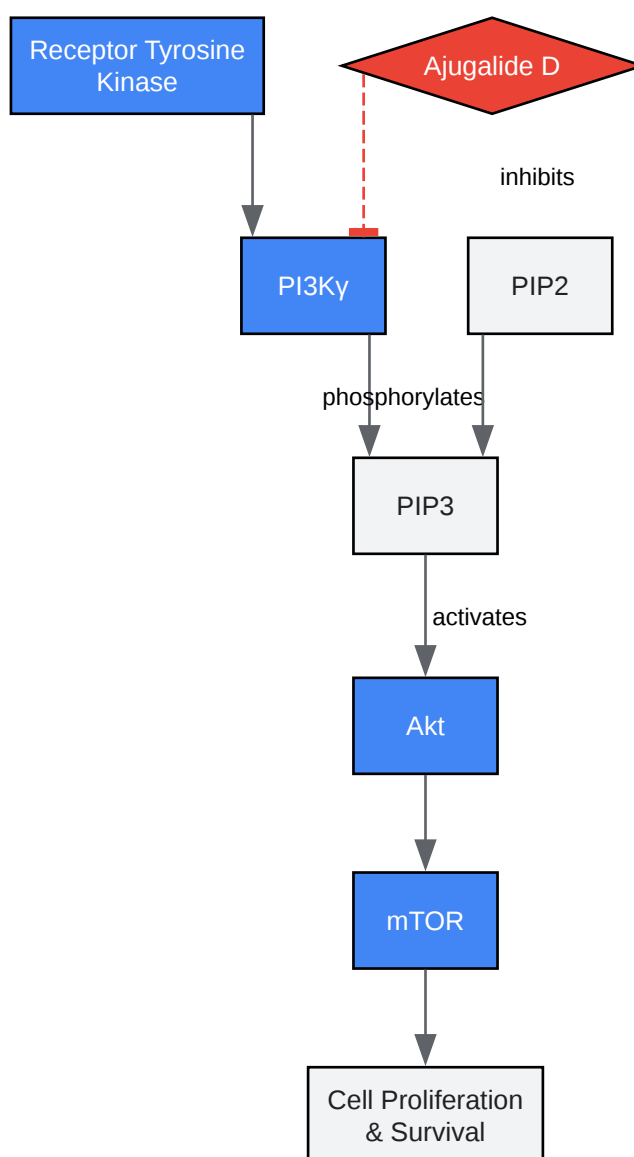 Receptor Tyrosine
Kinase
Ajugalide D
inhibits
PI3Kγ
PIP2
phosphorylates
PIP3
activates
Akt
mTOR
Cell Proliferation
& Survival